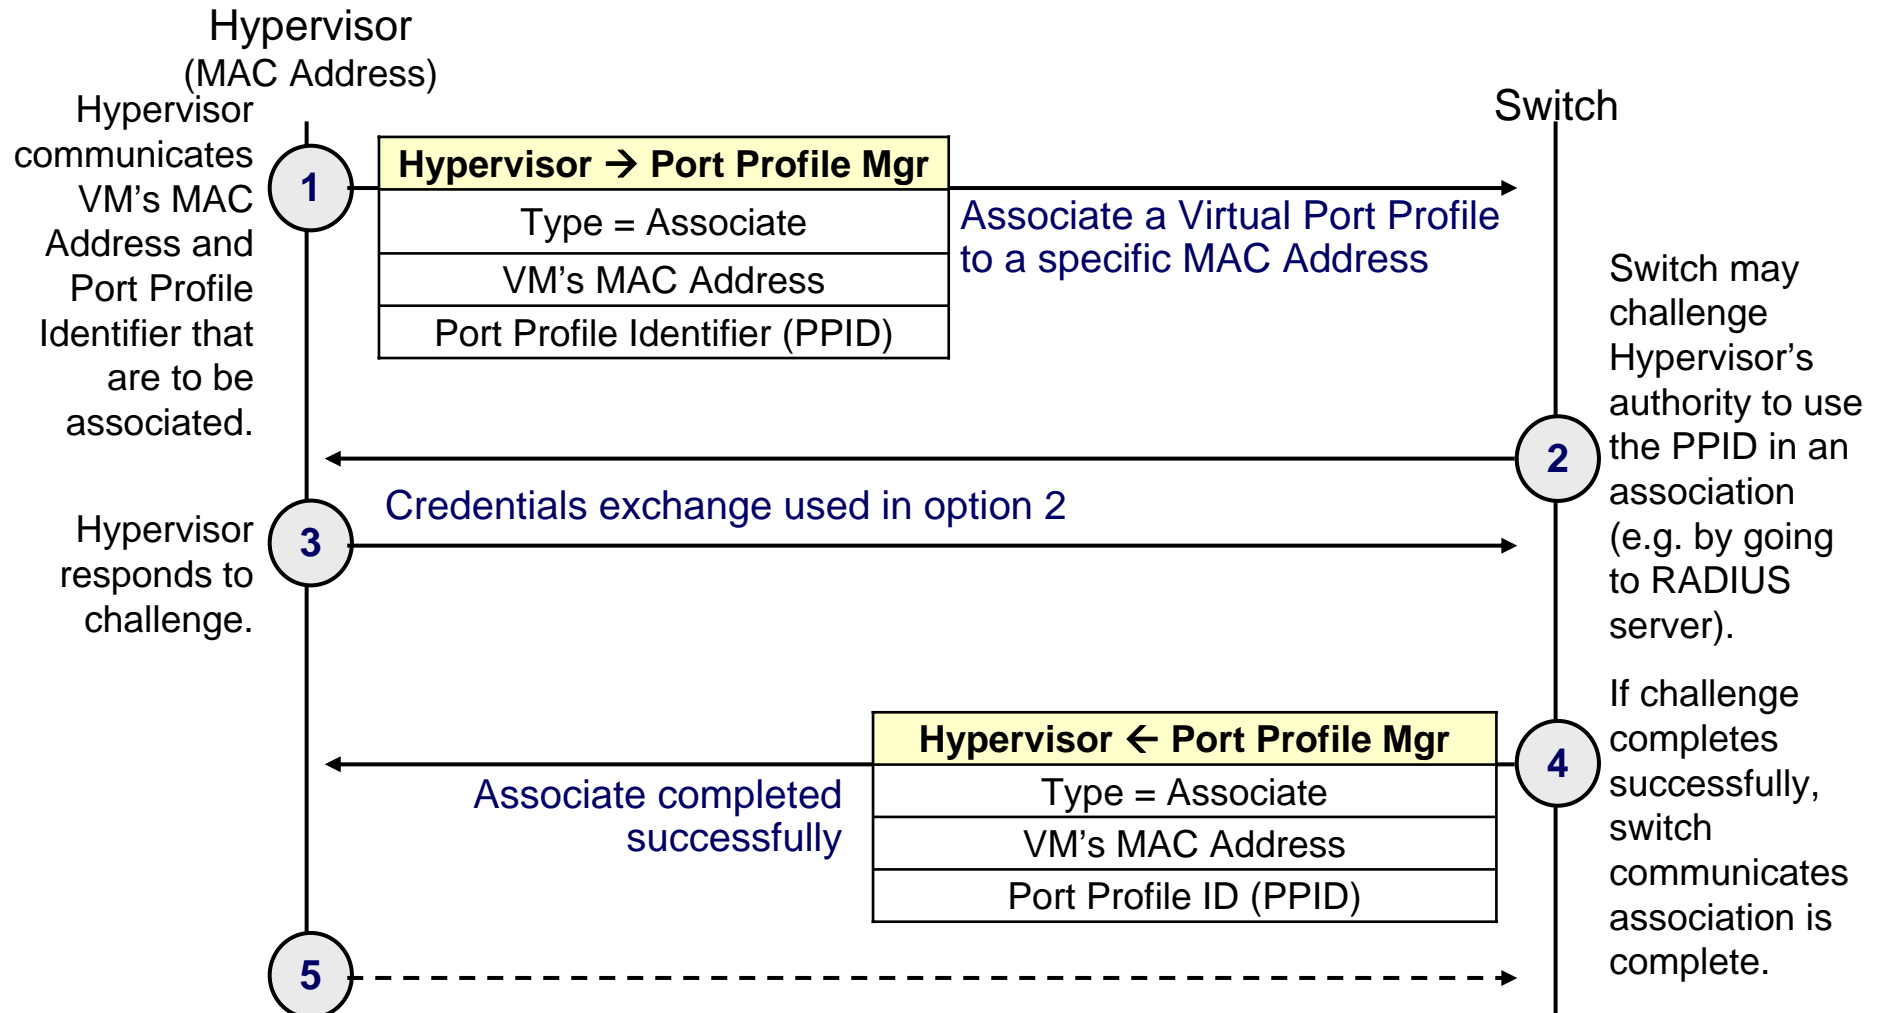 Hypervisor
(MAC Address)
Hypervisor
communicates
VM's MAC
Address and
Port Profile
Identifier that
are to be
associated.
Switch
1
Hypervisor → Port Profile Mgr
Type = Associate
VM's MAC Address
Port Profile Identifier (PPID)
Associate a Virtual Port Profile
to a specific MAC Address
Switch may
challenge
Hypervisor's
authority to use
the PPID in an
association
(e.g. by going
to RADIUS
server).
2
Credentials exchange used in option 2
3
Hypervisor
responds to
challenge.
Hypervisor ← Port Profile Mgr
Type = Associate
VM's MAC Address
Port Profile ID (PPID)
4
Associate completed
successfully
If challenge
completes
successfully,
switch
communicates
association is
complete.
5